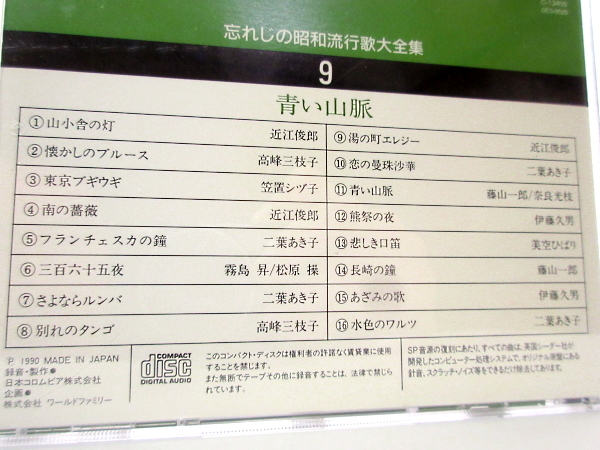 忘れじの昭和流行歌大全集
9
青い山脈
①山小舎の灯 近江俊郎
②懐かしのブルース 高峰三枝子
③東京ブギウギ 笠置シヅ子
④南の薔薇 近江俊郎
⑤フランチェスカの鐘 二葉あき子
⑥三百六十五夜 霧島 昇/松原 操
⑦さよならルンバ 二葉あき子
⑧別れのタンゴ 高峰三枝子
⑨湯の町エレジー 近江俊郎
⑩恋の曼珠沙華 二葉あき子
⑪青い山脈 藤山一郎/奈良光枝
⑫熊祭の夜 伊藤久男
⑬悲しき口笛 美空ひばり
⑭長崎の鐘 藤山一郎
⑮あざみの歌 伊藤久男
⑯水色のワルツ 二葉あき子
℗ 1990 MADE IN JAPAN
録音・製作●
日本コロムビア株式会社
企画●
株式会社 ワールドファミリー
COMPACT
disc
DIGITAL AUDIO
このコンパクト・ディスクは権利者の許諾なく賃貸業に使用
することを禁じます。
また無断でテープその他に録音することは、法律で禁じら
れています。
SP音源の復刻にあたり、すべての曲は、英国シーダー社が
開発したコンピューター処理システムで、オリジナル原盤にある
針音、スクラッチ・ノイズ等をできるだけ除去してあります。